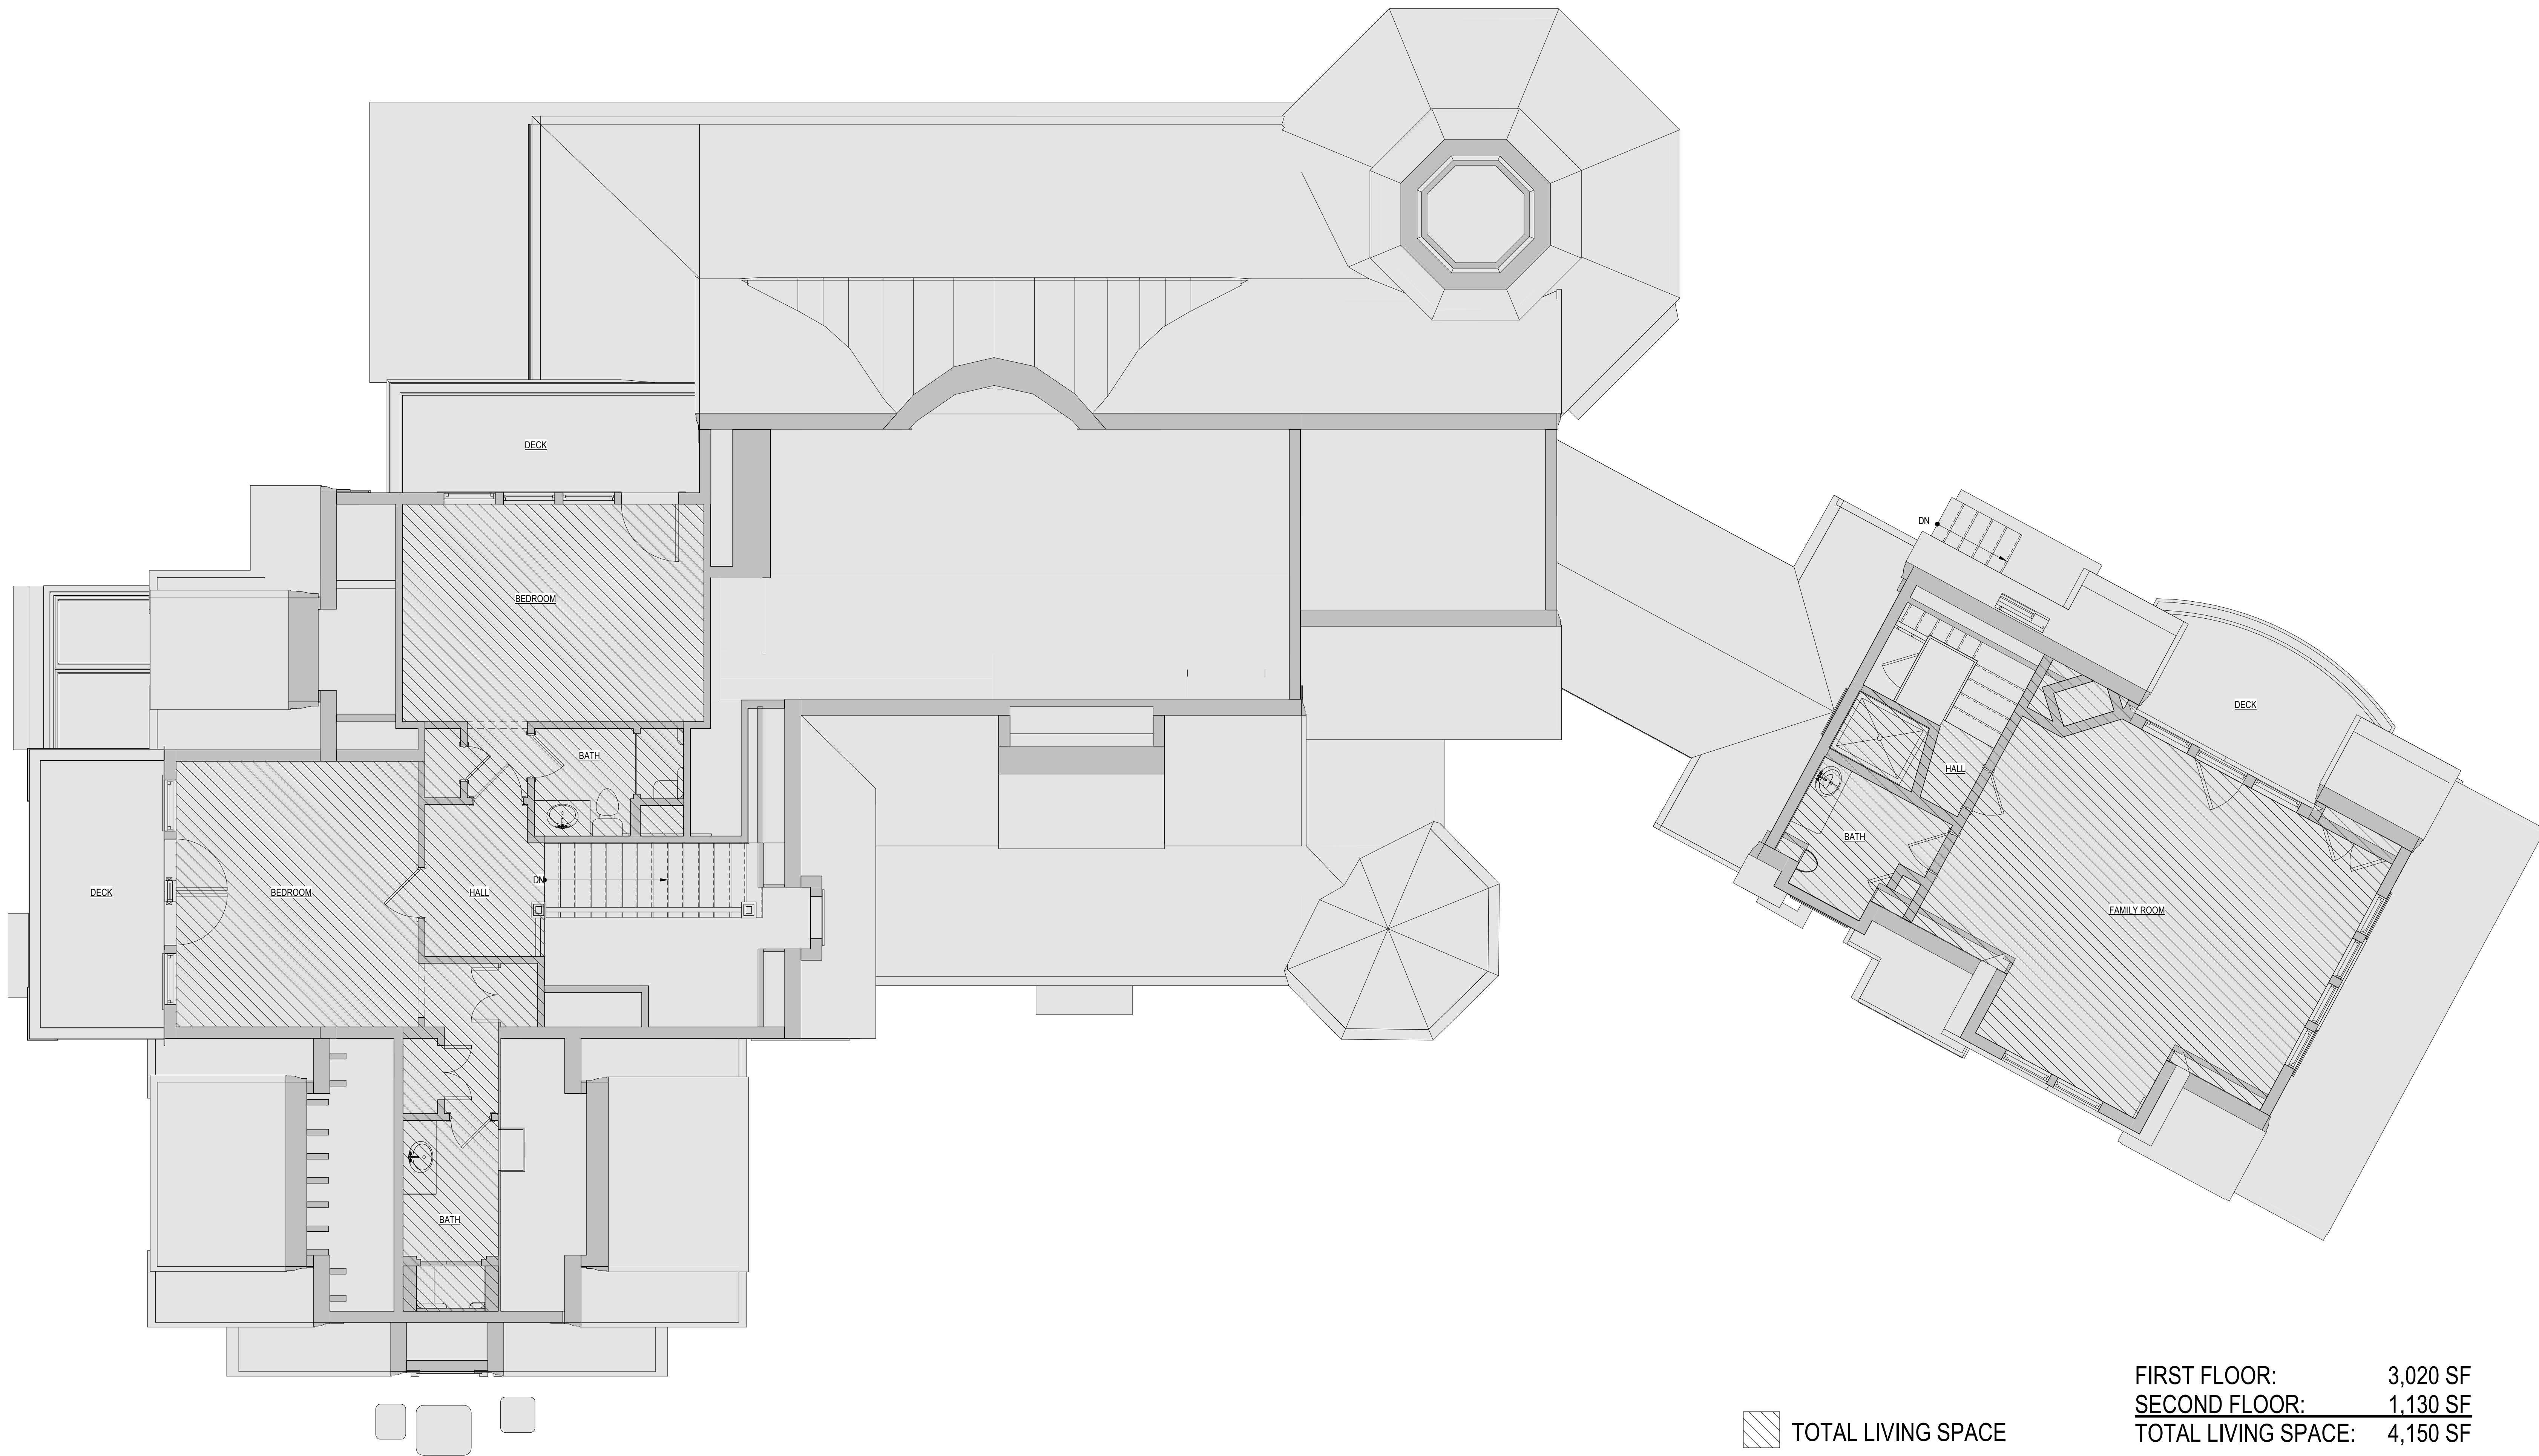 DECK
DN
BEDROOM
DECK
BATH
HALL
BATH
DECK
BEDROOM
HALL
DN
FAMILY ROOM
BATH
TOTAL LIVING SPACE
FIRST FLOOR: 3,020 SF
SECOND FLOOR: 1,130 SF
TOTAL LIVING SPACE: 4,150 SF